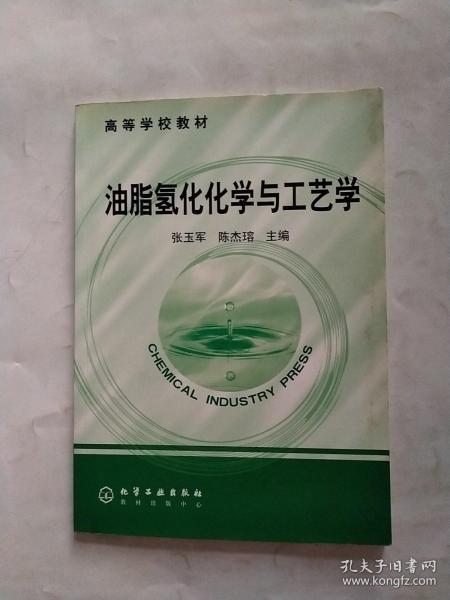 高等学校教材
油脂氢化化学与工艺学
张玉军 陈杰瑢 主编
CHEMICAL INDUSTRY PRESS
化学工业出版社
教材出版中心
孔夫子旧书网
www.kongfz.com